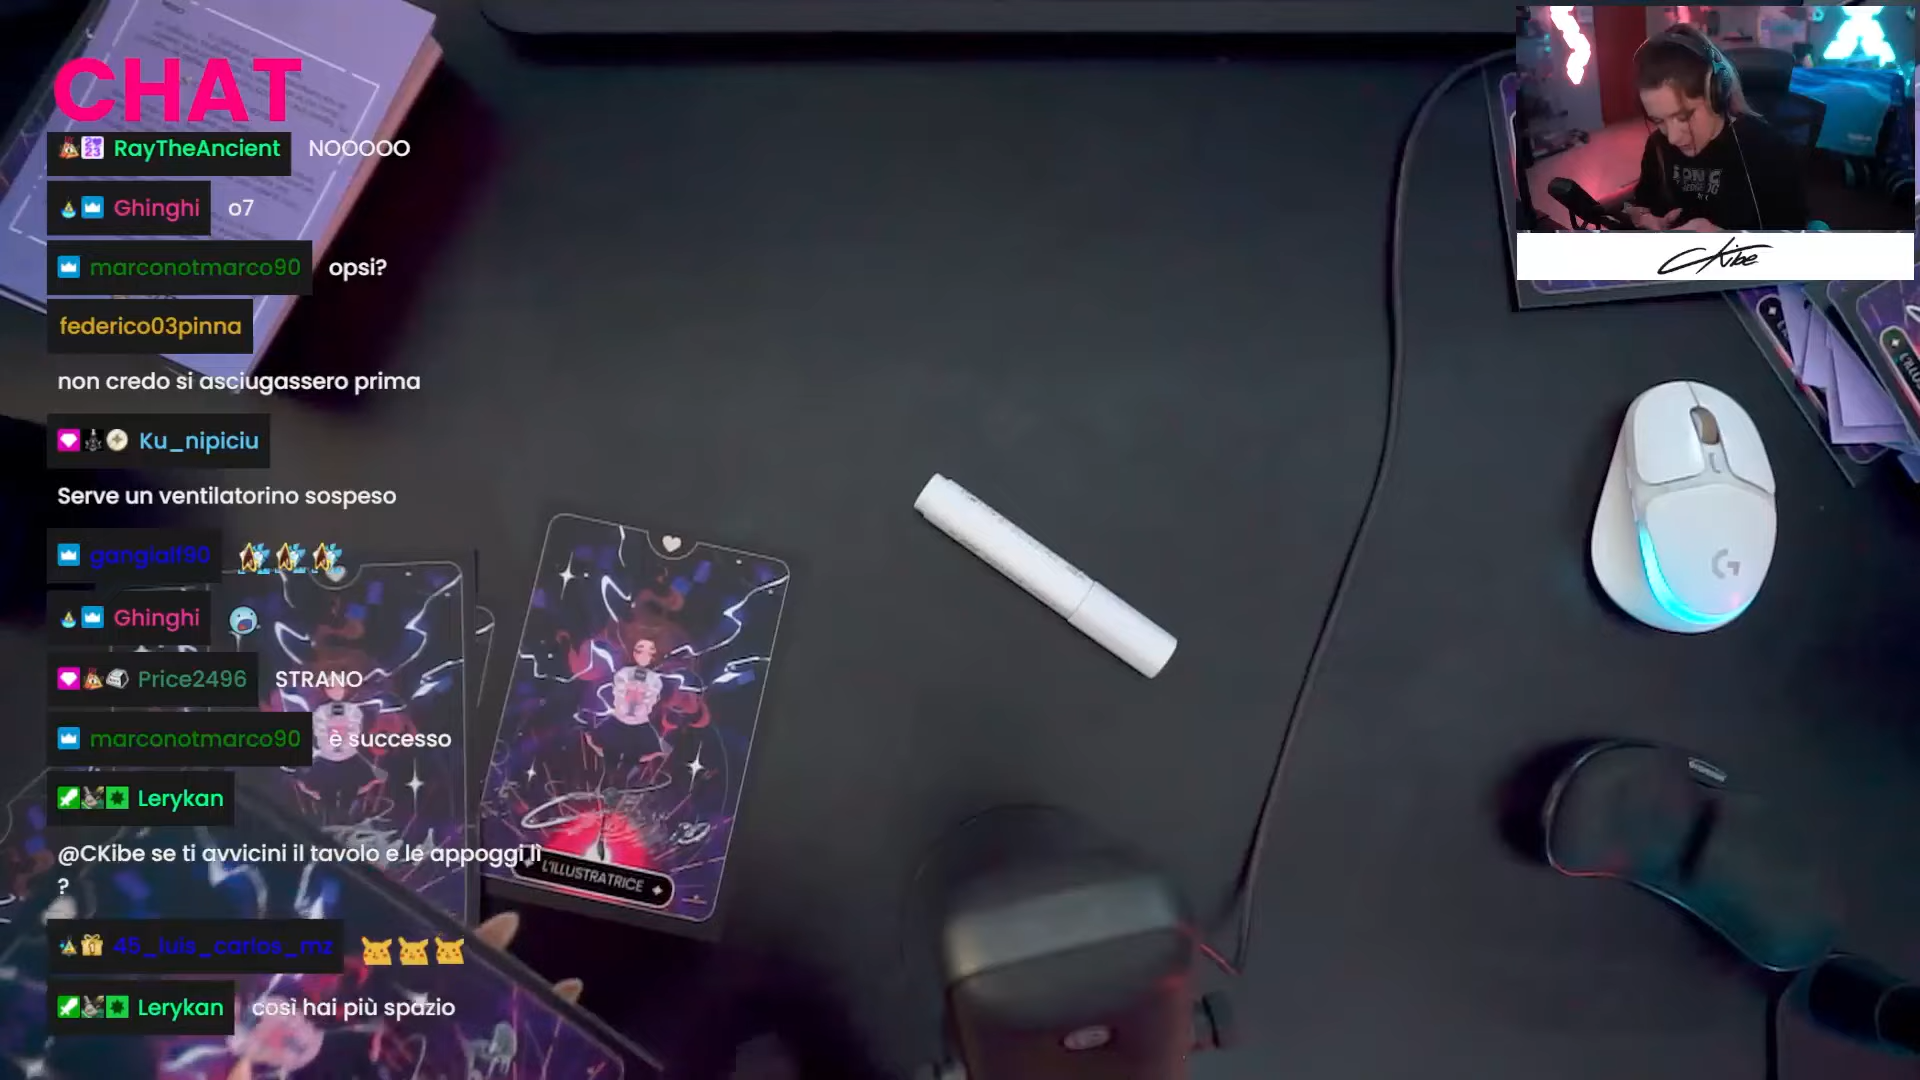 CHAT
RayTheAncient NOOOOO
Ghinghi o7
marconotmarco90 opsi?
federico03pinna
non credo si asciugassero prima
Ku_nipiciu
Serve un ventilatorino sospeso
ganglalf90
Ghinghi
Price2496 STRANO
marconotmarco90 è successo
Lerykan
@CKibe se ti avvicini il tavolo e le appoggi lì
?
45_luis_carlos_mz
Lerykan così hai più spazio
L'ILLUSTRATRICE
CKibe